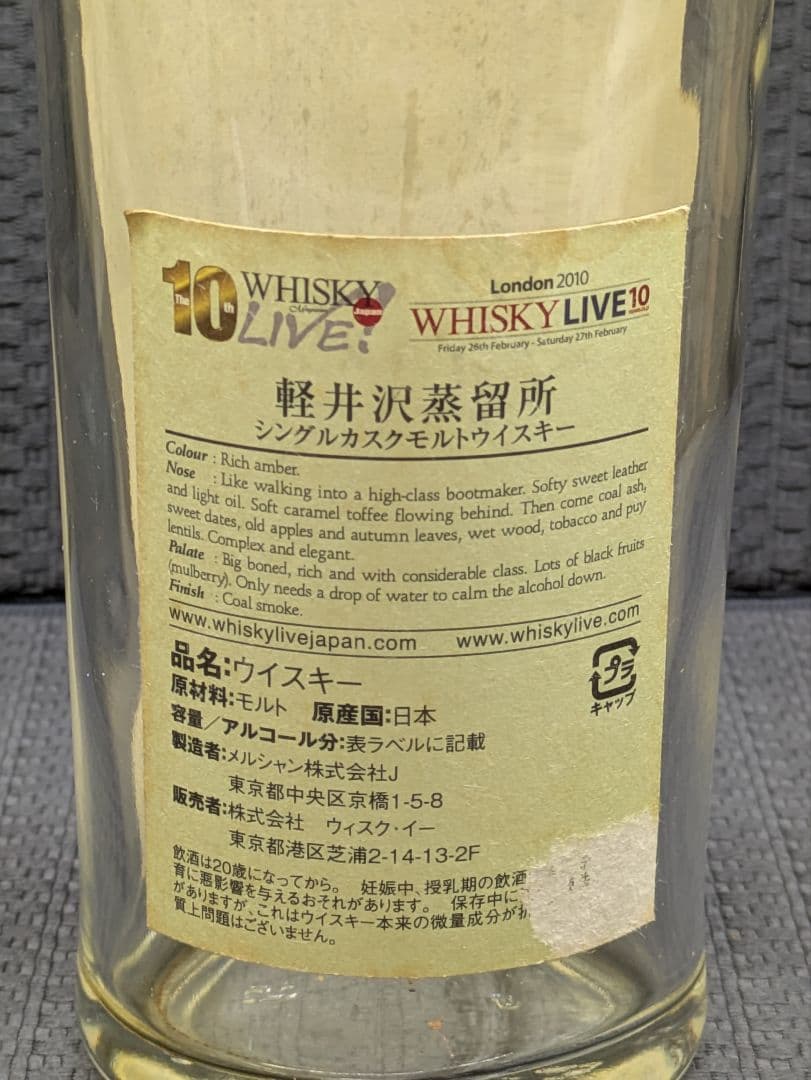 The 10th WHISKY Magazine LIVE! Japan
London 2010
WHISKY LIVE 10
Friday 26th February - Saturday 27th February
軽井沢蒸留所
シングルカスクモルトウイスキー
Colour : Rich amber.
Nose : Like walking into a high-class bootmaker. Softy sweet leather
and light oil. Soft caramel toffee flowing behind. Then come coal ash,
sweet dates, old apples and autumn leaves, wet wood, tobacco and puy
lentils. Complex and elegant.
Palate : Big boned, rich and with considerable class. Lots of black fruits
(mulberry). Only needs a drop of water to calm the alcohol down.
Finish : Coal smoke.
www.whiskylivejapan.com www.whiskylive.com
品名:ウイスキー
原材料:モルト 原産国:日本
プラ
キャップ
容量／アルコール分:表ラベルに記載
製造者:メルシャン株式会社J
東京都中央区京橋1-5-8
販売者:株式会社 ウィスク・イー
東京都港区芝浦2-14-13-2F
飲酒は20歳になってから。 妊娠中、授乳期の飲酒
育に悪影響を与えるおそれがあります。 保存中に
がありますが、これはウイスキー本来の微量成分が
質上問題はございません。